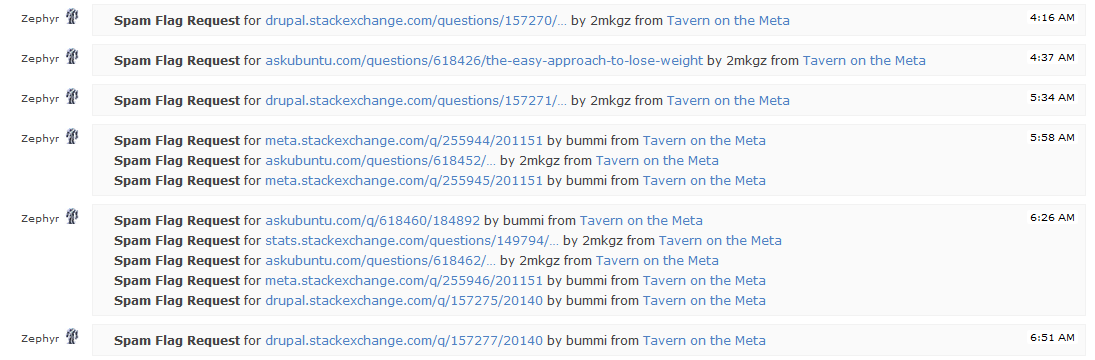 Zephyr Spam Flag Request for drupal.stackexchange.com/questions/157270/… by 2mkgz from Tavern on the Meta 4:16 AM
Zephyr Spam Flag Request for askubuntu.com/questions/618426/the-easy-approach-to-lose-weight by 2mkgz from Tavern on the Meta 4:37 AM
Zephyr Spam Flag Request for drupal.stackexchange.com/questions/157271/… by 2mkgz from Tavern on the Meta 5:34 AM
Zephyr Spam Flag Request for meta.stackexchange.com/q/255944/201151 by bummi from Tavern on the Meta 5:58 AM
Spam Flag Request for askubuntu.com/questions/618452/… by 2mkgz from Tavern on the Meta
Spam Flag Request for meta.stackexchange.com/q/255945/201151 by bummi from Tavern on the Meta
Zephyr Spam Flag Request for askubuntu.com/q/618460/184892 by bummi from Tavern on the Meta 6:26 AM
Spam Flag Request for stats.stackexchange.com/questions/149794/… by 2mkgz from Tavern on the Meta
Spam Flag Request for askubuntu.com/questions/618462/… by 2mkgz from Tavern on the Meta
Spam Flag Request for meta.stackexchange.com/q/255946/201151 by bummi from Tavern on the Meta
Spam Flag Request for drupal.stackexchange.com/q/157275/20140 by bummi from Tavern on the Meta
Zephyr Spam Flag Request for drupal.stackexchange.com/q/157277/20140 by bummi from Tavern on the Meta 6:51 AM